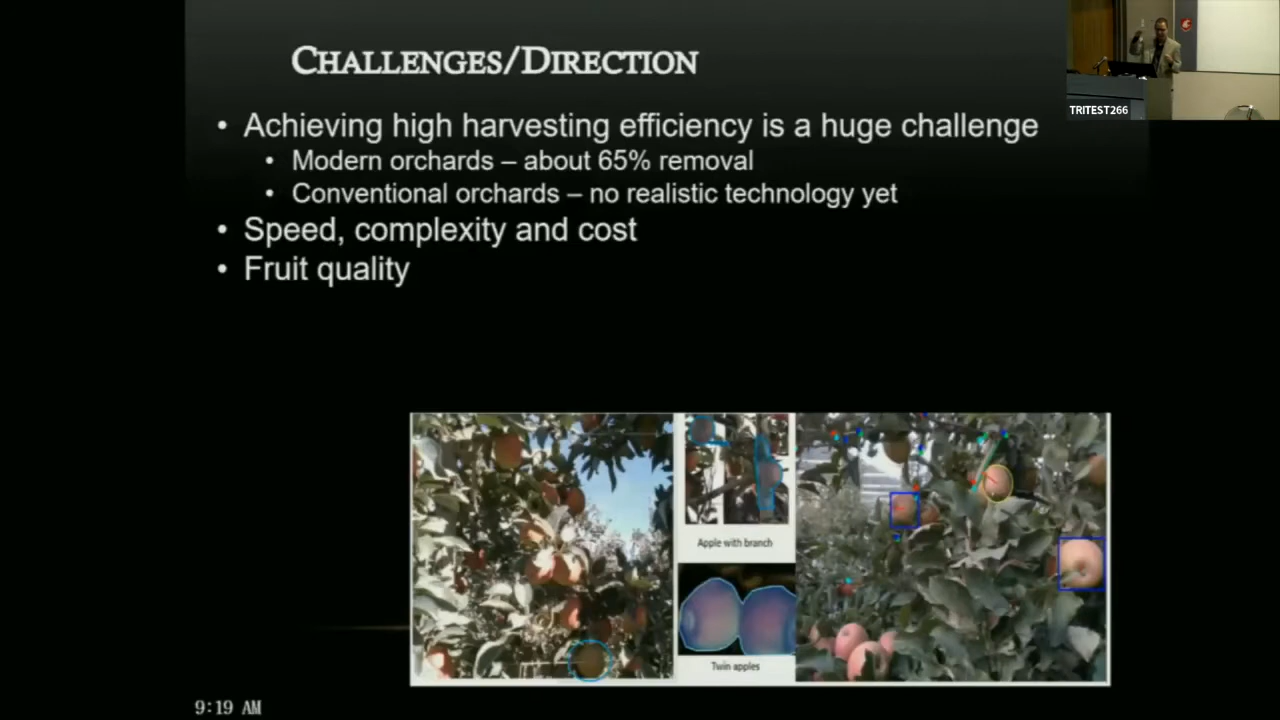 CHALLENGES/DIRECTION
• Achieving high harvesting efficiency is a huge challenge
• Modern orchards – about 65% removal
• Conventional orchards – no realistic technology yet
• Speed, complexity and cost
• Fruit quality
TRITEST266
Apple with branch
Twin apples
9:19 AM